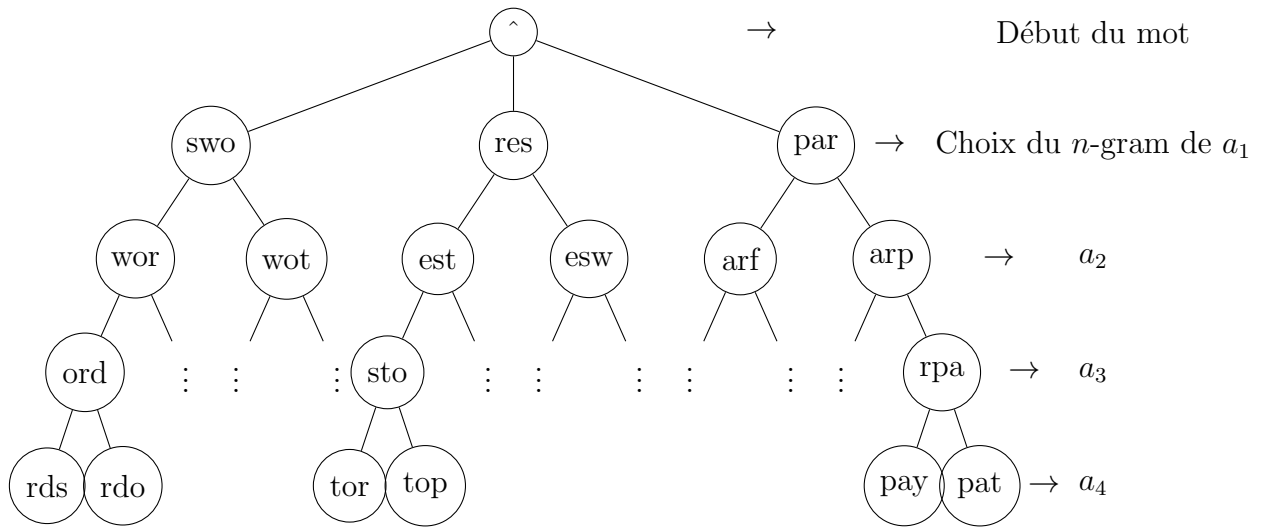 ^ → Début du mot
swo res par → Choix du n-gram de a₁
wor wot est esw arf arp → a₂
ord ⋮ ⋮ ⋮ sto ⋮ ⋮ ⋮ ⋮ ⋮ ⋮ rpa → a₃
rds rdo tor top pay pat → a₄